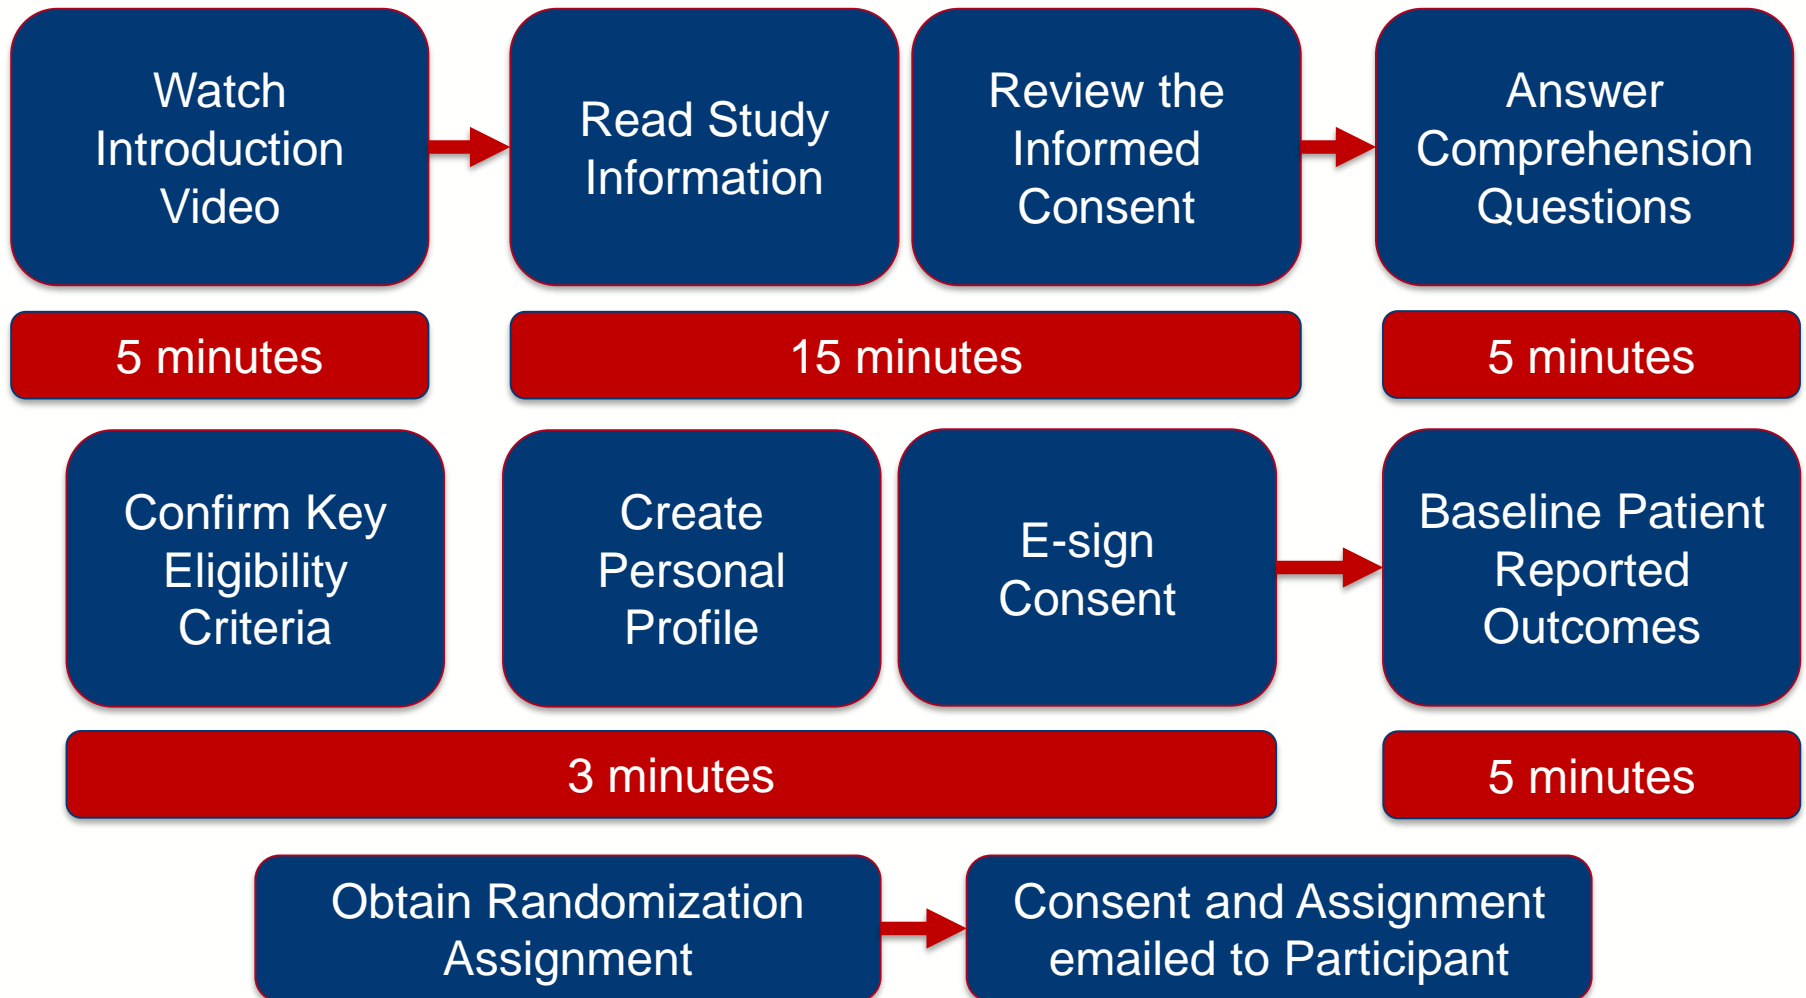 Watch
Introduction
Video
Read Study
Information
Review the
Informed
Consent
Answer
Comprehension
Questions
5 minutes
15 minutes
5 minutes
Confirm Key
Eligibility
Criteria
Create
Personal
Profile
E-sign
Consent
Baseline Patient
Reported
Outcomes
3 minutes
5 minutes
Obtain Randomization
Assignment
Consent and Assignment
emailed to Participant